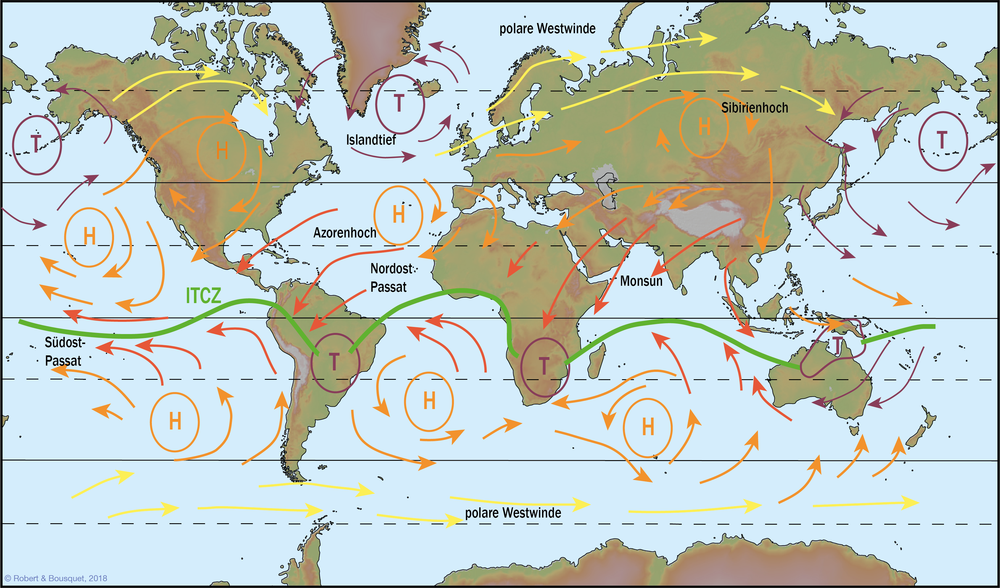 polare Westwinde
T
Sibirienhoch
H
T
T
Islandtief
H
H
Azorenhoch
H
Nordost-
Passat
Monsun
ITCZ
Südost-
Passat
T
T
T
H
H
H
polare Westwinde
© Robert & Bousquet, 2018